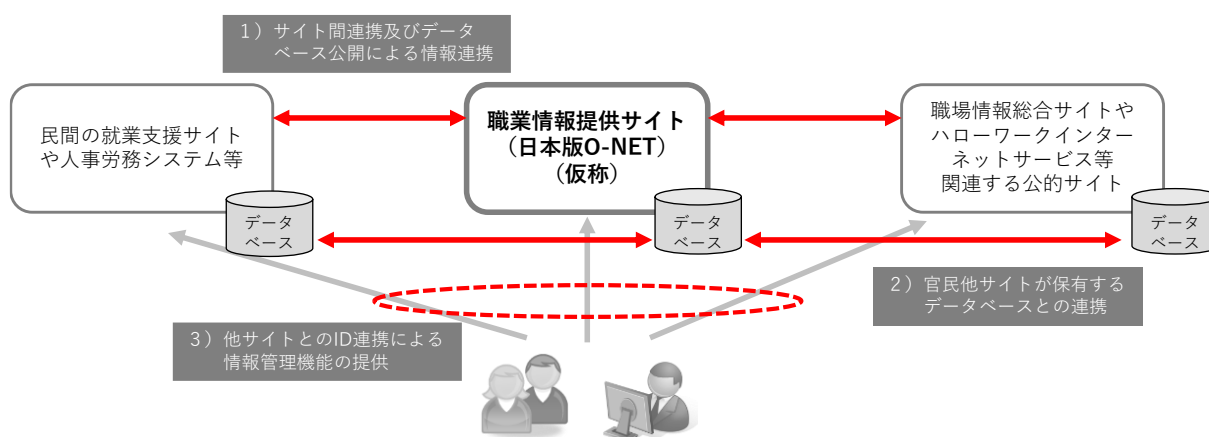 １）サイト間連携及びデータ
ベース公開による情報連携
民間の就業支援サイト
や人事労務システム等
職業情報提供サイト
（日本版O-NET）
（仮称）
職場情報総合サイトや
ハローワークインター
ネットサービス等
関連する公的サイト
データ
ベース
データ
ベース
データ
ベース
２）官民他サイトが保有する
データベースとの連携
３）他サイトとのID連携による
情報管理機能の提供